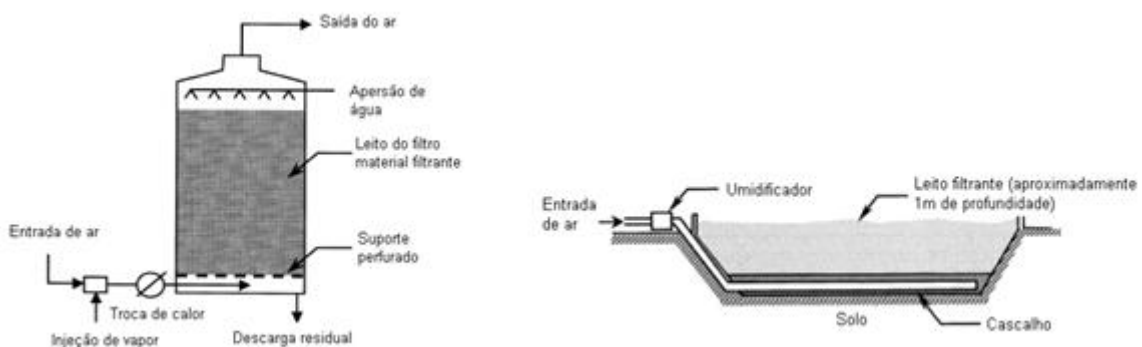 Saída do ar
Apersão de
água
Leito do filtro
material filtrante
Entrada de ar
Suporte
perfurado
Troca de calor
Injeção de vapor
Descarga residual
Umidificador
Leito filtrante (aproximadamente
1m de profundidade)
Entrada
de ar
Solo
Cascalho